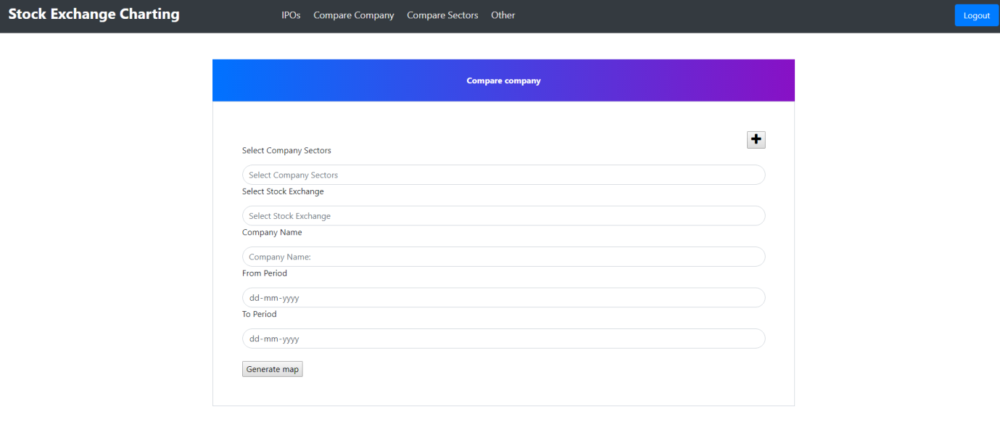 Stock Exchange Charting IPOs Compare Company Compare Sectors Other Logout
Compare company
Select Company Sectors
Select Company Sectors
Select Stock Exchange
Select Stock Exchange
Company Name
Company Name:
From Period
dd-mm-yyyy
To Period
dd-mm-yyyy
Generate map